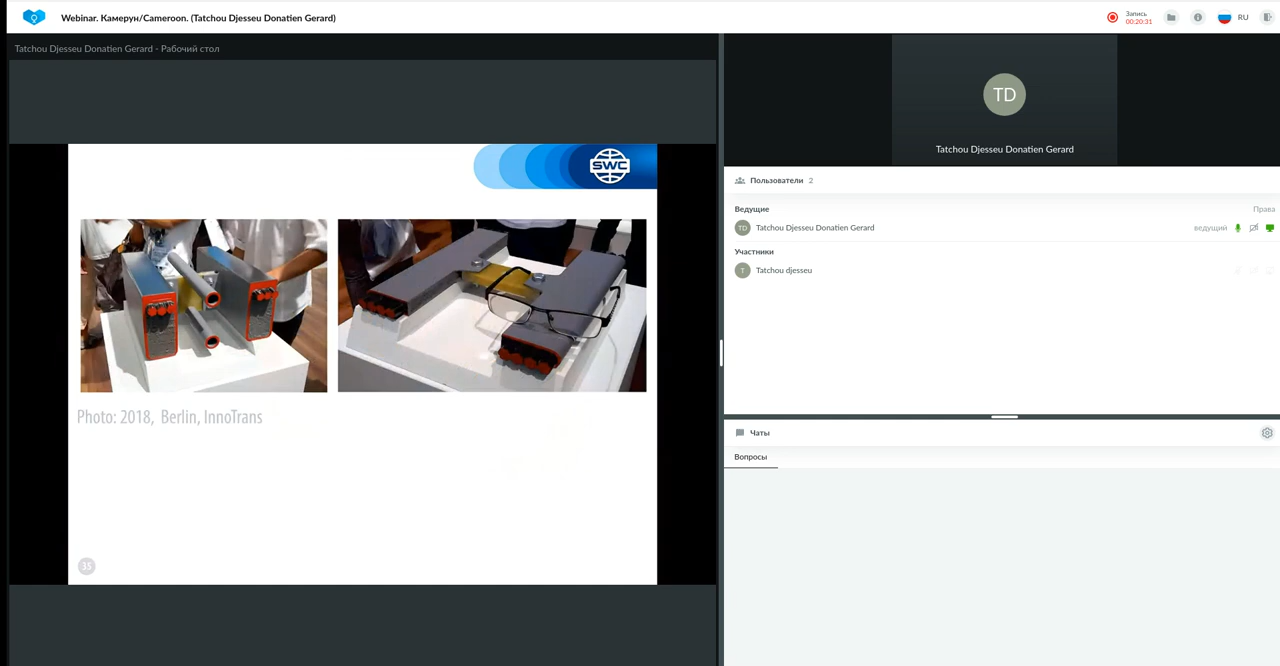 Webinar. Камерун/Cameroon. (Tatchou Djesseu Donatien Gerard)
Запись
00:20:31
RU
Tatchou Djesseu Donatien Gerard - Рабочий стол
SWC
Photo: 2018, Berlin, InnoTrans
35
TD
Tatchou Djesseu Donatien Gerard
Пользователи 2
Ведущие Права
TD Tatchou Djesseu Donatien Gerard ведущий
Участники
T Tatchou djesseu
Чаты
Вопросы